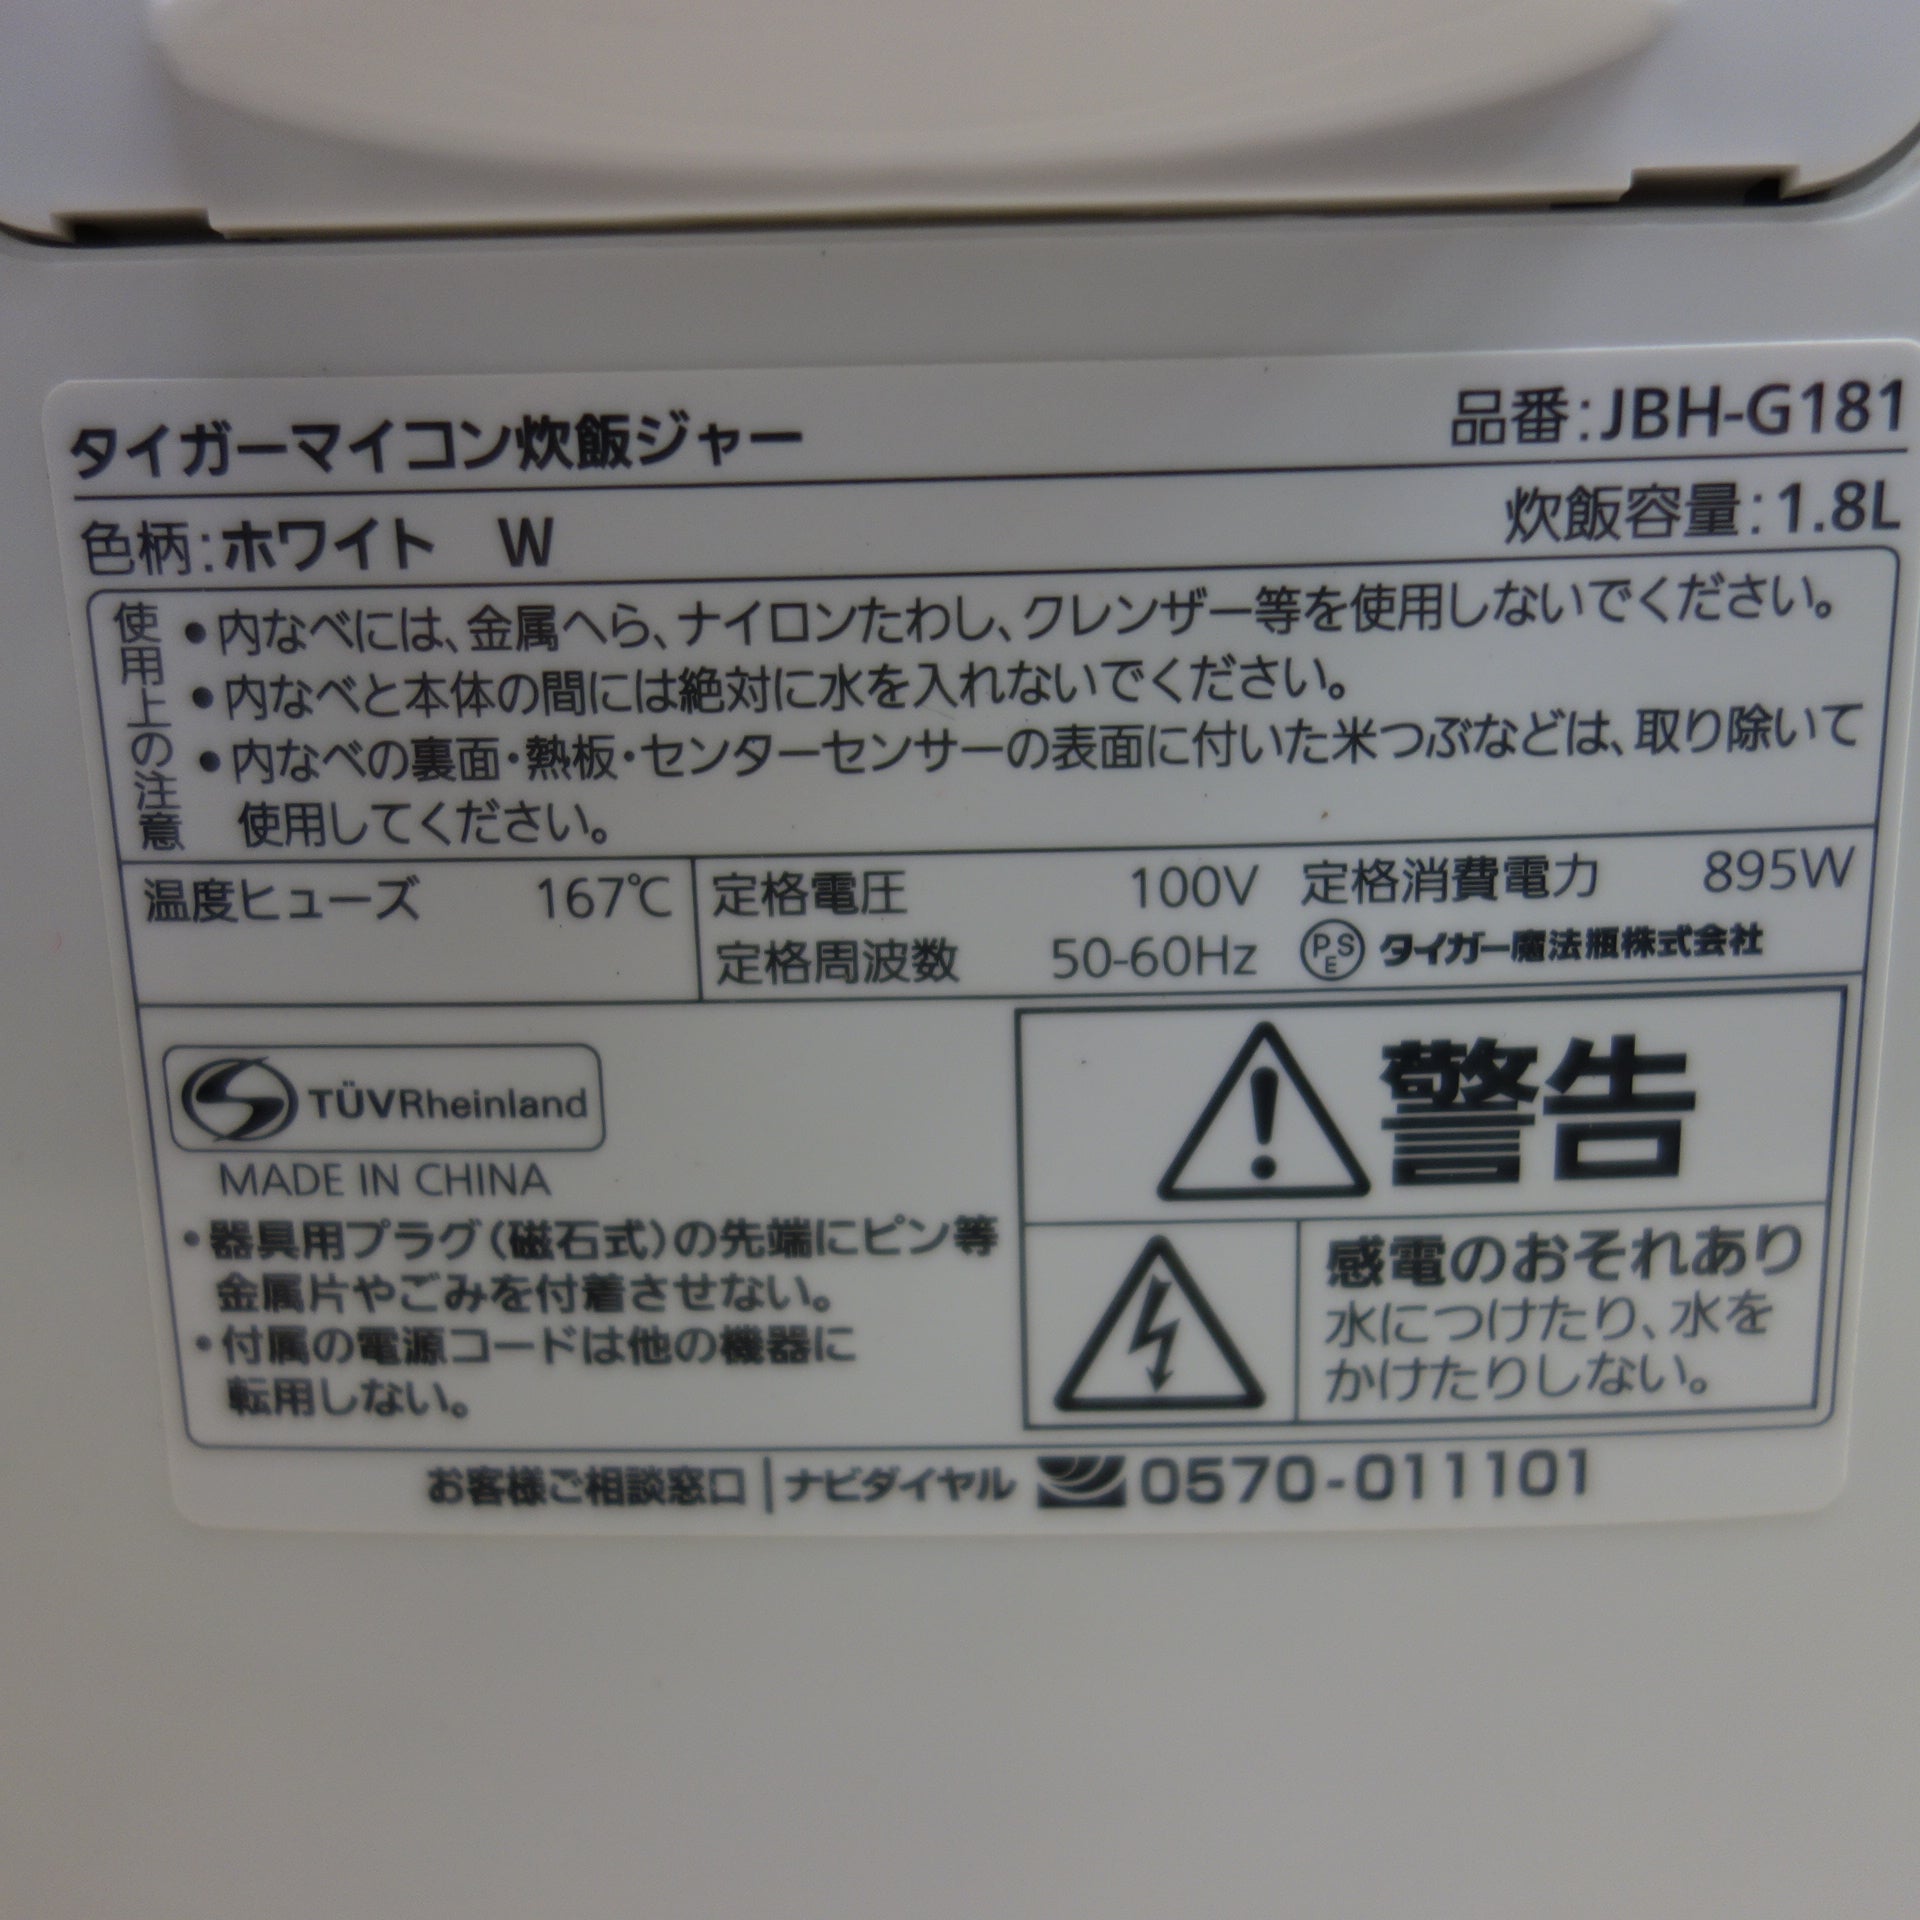 タイガーマイコン炊飯ジャー 品番:JBH-G181
色柄:ホワイト W 炊飯容量:1.8L
使用上の注意
●内なべには、金属へら、ナイロンたわし、クレンザー等を使用しないでください。
●内なべと本体の間には絶対に水を入れないでください。
●内なべの裏面・熱板・センターセンサーの表面に付いた米つぶなどは、取り除いて
使用してください。
温度ヒューズ 167℃ 定格電圧 100V 定格消費電力 895W
定格周波数 50-60Hz PSE タイガー魔法瓶株式会社
TÜVRheinland
MADE IN CHINA
•器具用プラグ(磁石式)の先端にピン等
金属片やごみを付着させない。
•付属の電源コードは他の機器に
転用しない。
警告
感電のおそれあり
水につけたり、水を
かけたりしない。
お客様ご相談窓口|ナビダイヤル 0570-011101